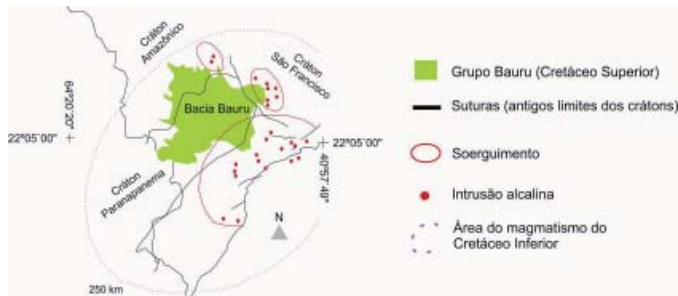 Cráton
Amazônico
Cráton
São Francisco
Bacia Bauru
64°20'20"
22°05'00"
22°05'00"
40°57'49"
Cráton
Paranapanema
N
250 km
Grupo Bauru (Cretáceo Superior)
Suturas (antigos limites dos crátons)
Soerguimento
Intrusão alcalina
Área do magmatismo do
Cretáceo Inferior